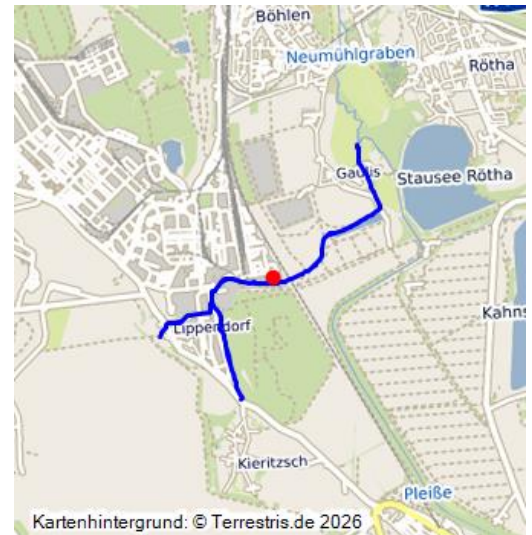 Böhlen
Neumühlgraben
Rötha
Gaulis
Stausee Rötha
Kahns
Lippendorf
Kieritzsch
Pleiße
Kartenhintergrund: © Terrestris.de 2026